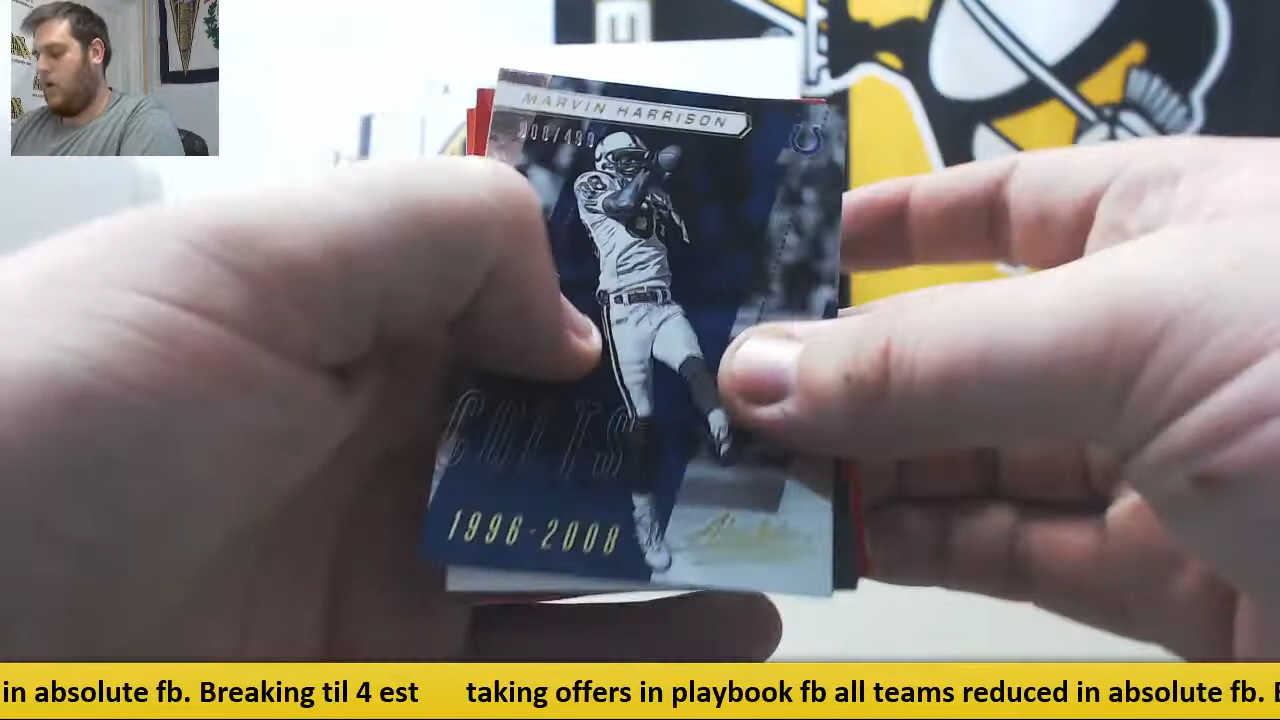 MARVIN HARRISON
COLTS
1996-2008
in absolute fb. Breaking til 4 est taking offers in playbook fb all teams reduced in absolute fb.